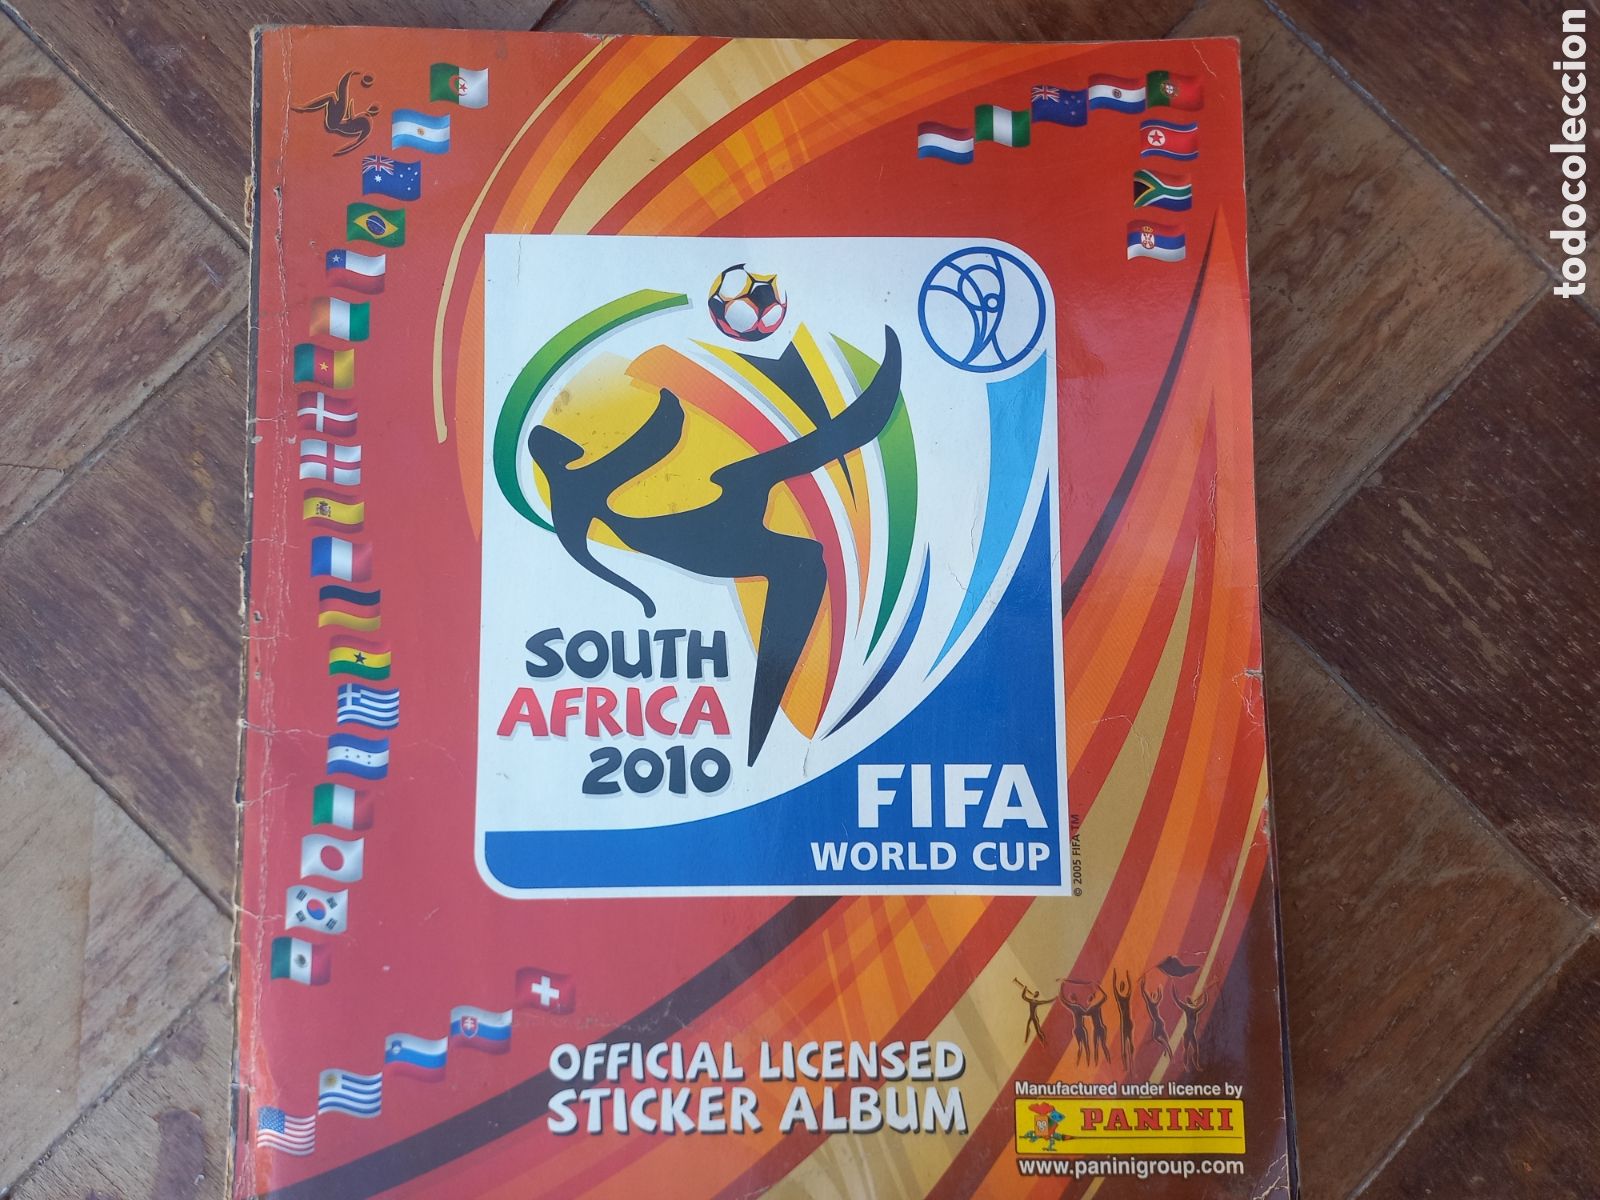 SOUTH
AFRICA
2010
FIFA
WORLD CUP
© 2005 FIFA TM
OFFICIAL LICENSED
STICKER ALBUM
Manufactured under licence by
PANINI
www.paninigroup.com
todocoleccion